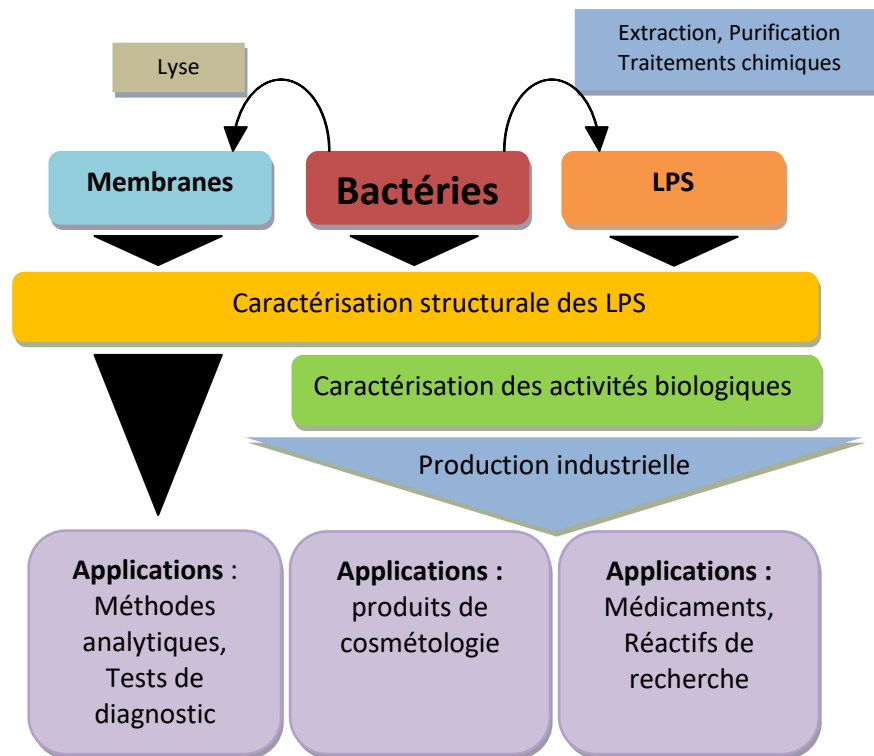 Lyse
Extraction, Purification
Traitements chimiques
Membranes
Bactéries
LPS
Caractérisation structurale des LPS
Caractérisation des activités biologiques
Production industrielle
Applications :
Méthodes
analytiques,
Tests de
diagnostic
Applications :
produits de
cosmétologie
Applications :
Médicaments,
Réactifs de
recherche